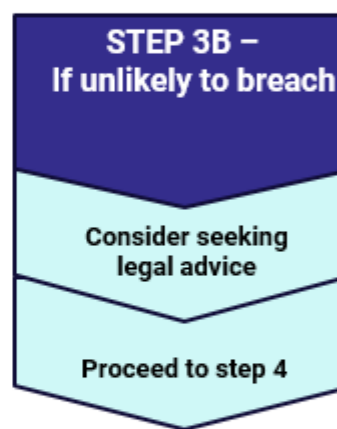 STEP 3B –
If unlikely to breach
Consider seeking
legal advice
Proceed to step 4